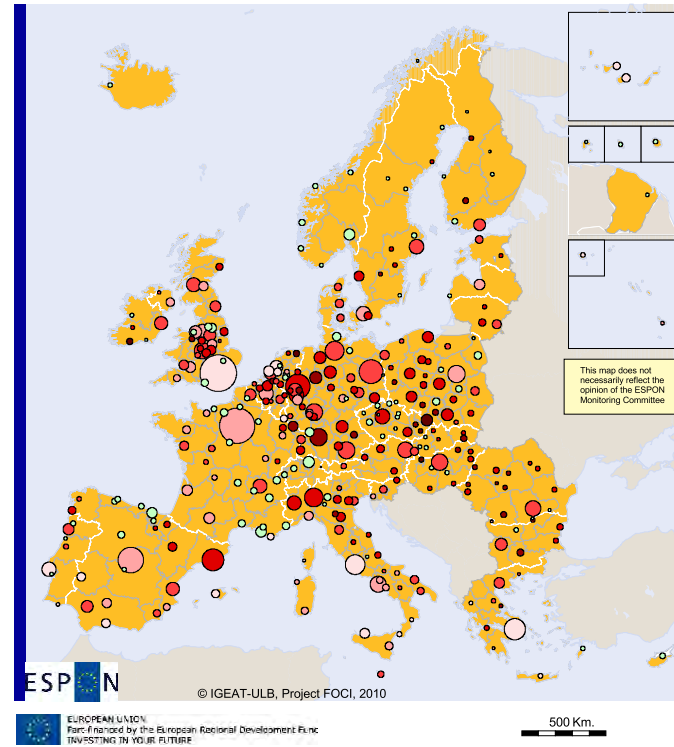 This map does not
necessarily reflect the
opinion of the ESPON
Monitoring Committee
ESPON
© IGEAT-ULB, Project FOCI, 2010
EUROPEAN UNION
Part-financed by the European Regional Development Fund
INVESTING IN YOUR FUTURE
500 Km.